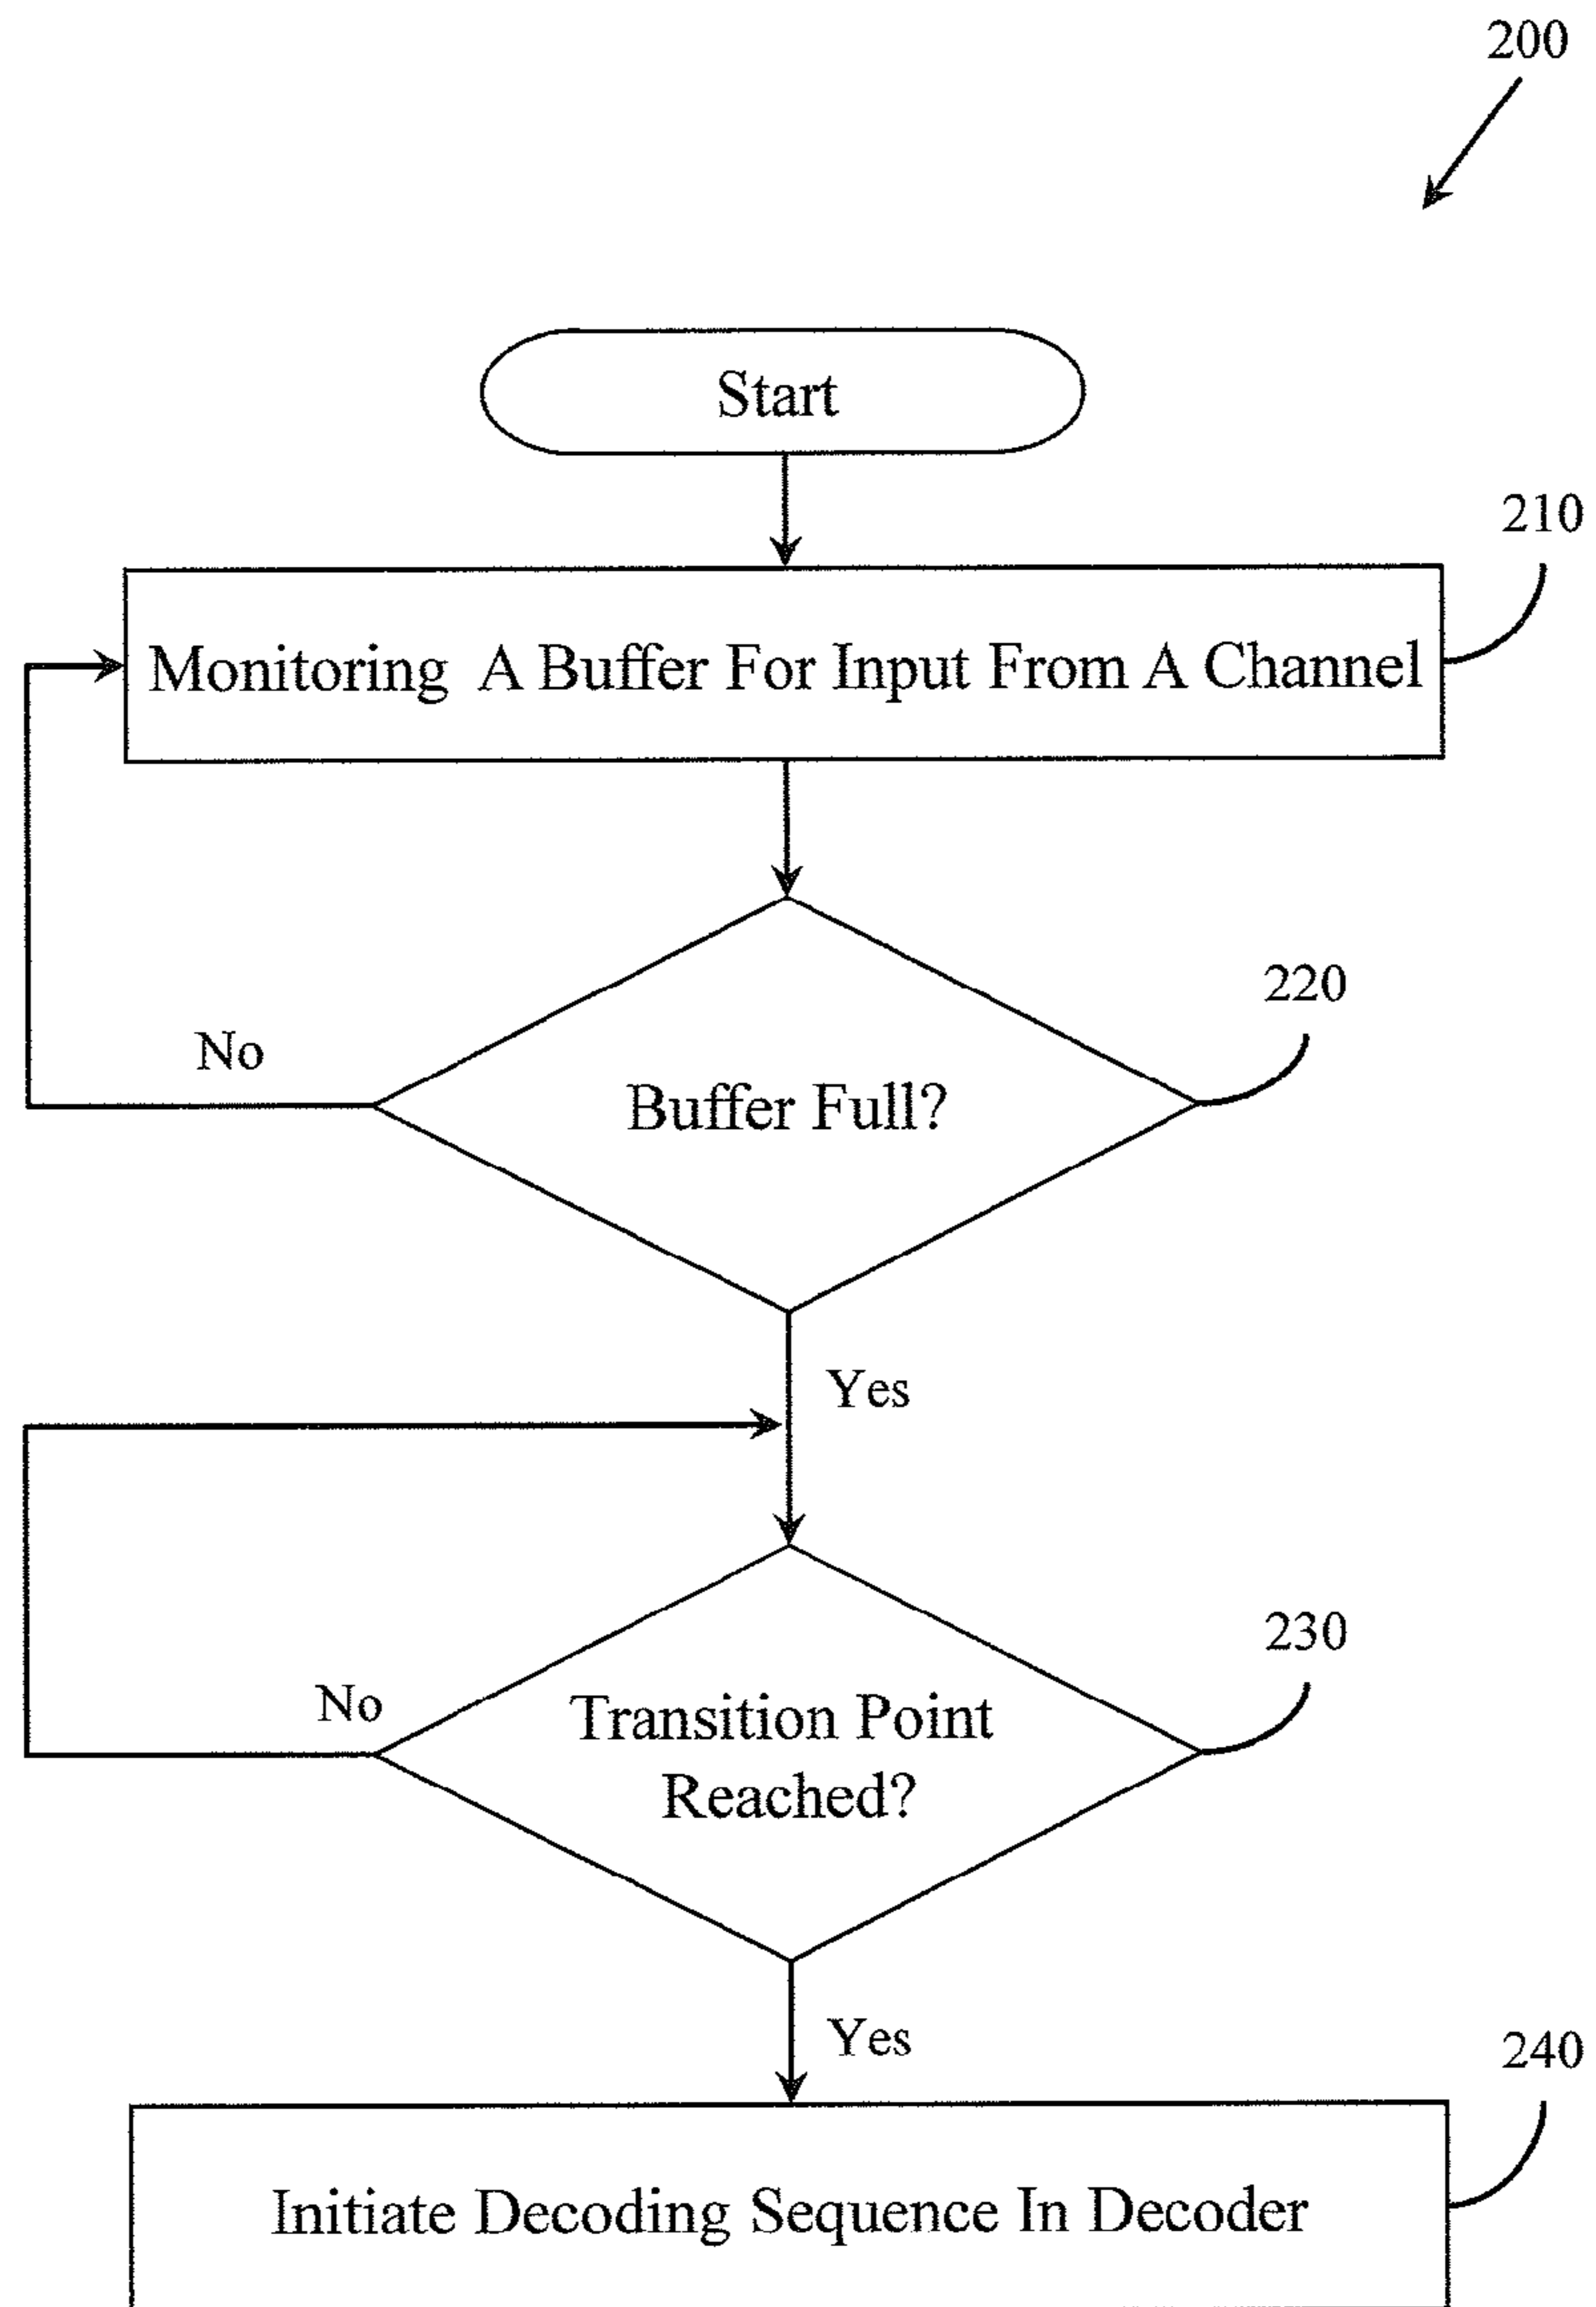 200
Start
210
Monitoring A Buffer For Input From A Channel
220
No
Buffer Full?
Yes
230
No
Transition Point
Reached?
Yes
240
Initiate Decoding Sequence In Decoder